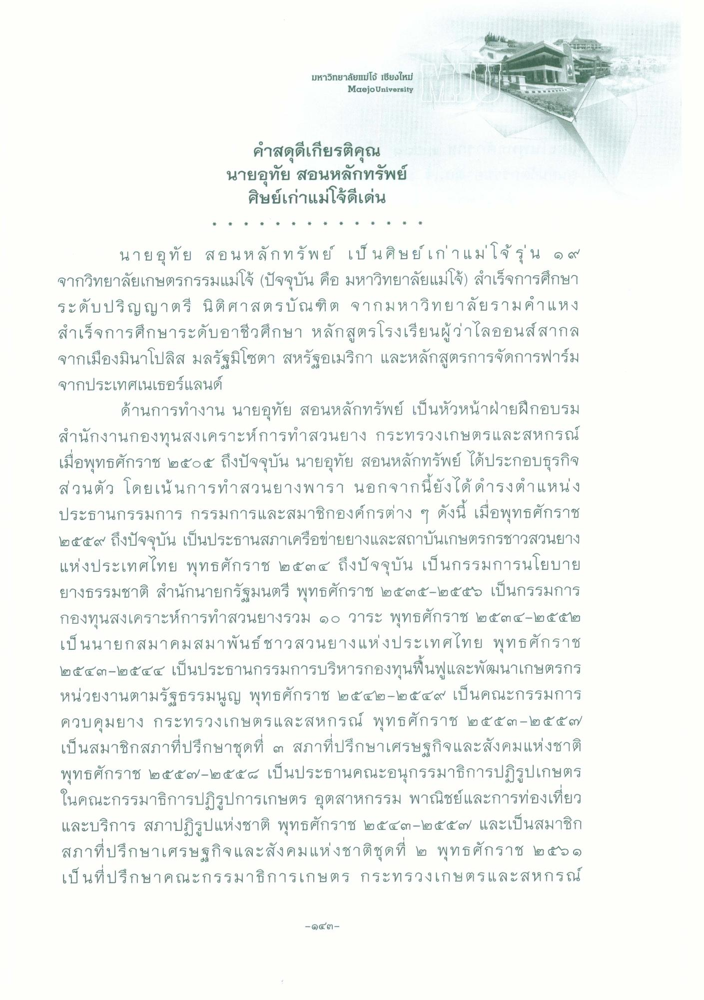 มหาวิทยาลัยแม่โจ้ เชียงใหม่
Maejo University
MJU
คำสดุดีเกียรติคุณ
นายอุทัย สอนหลักทรัพย์
ศิษย์เก่าแม่โจ้ดีเด่น
* * * * * * * * * * * * * *
นายอุทัย สอนหลักทรัพย์ เป็นศิษย์เก่าแม่โจ้รุ่น ๑๙
จากวิทยาลัยเกษตรกรรมแม่โจ้ (ปัจจุบัน คือ มหาวิทยาลัยแม่โจ้) สำเร็จการศึกษา
ระดับปริญญาตรี นิติศาสตรบัณฑิต จากมหาวิทยาลัยรามคำแหง
สำเร็จการศึกษาระดับอาชีวศึกษา หลักสูตรโรงเรียนผู้ว่าไลออนส์สากล
จากเมืองมินาโปลิส มลรัฐมิโซตา สหรัฐอเมริกา และหลักสูตรการจัดการฟาร์ม
จากประเทศเนเธอร์แลนด์
ด้านการทำงาน นายอุทัย สอนหลักทรัพย์ เป็นหัวหน้าฝ่ายฝึกอบรม
สำนักงานกองทุนสงเคราะห์การทำสวนยาง กระทรวงเกษตรและสหกรณ์
เมื่อพุทธศักราช ๒๕๐๕ ถึงปัจจุบัน นายอุทัย สอนหลักทรัพย์ ได้ประกอบธุรกิจ
ส่วนตัว โดยเน้นการทำสวนยางพารา นอกจากนี้ยังได้ดำรงตำแหน่ง
ประธานกรรมการ กรรมการและสมาชิกองค์กรต่าง ๆ ดังนี้ เมื่อพุทธศักราช
๒๕๕๙ ถึงปัจจุบัน เป็นประธานสภาเครือข่ายยางและสถาบันเกษตรกรชาวสวนยาง
แห่งประเทศไทย พุทธศักราช ๒๕๓๔ ถึงปัจจุบัน เป็นกรรมการนโยบาย
ยางธรรมชาติ สำนักนายกรัฐมนตรี พุทธศักราช ๒๕๓๕-๒๕๕๖ เป็นกรรมการ
กองทุนสงเคราะห์การทำสวนยางรวม ๑๐ วาระ พุทธศักราช ๒๕๓๔-๒๕๕๒
เป็นนายกสมาคมสมาพันธ์ชาวสวนยางแห่งประเทศไทย พุทธศักราช
๒๕๔๓-๒๕๔๔ เป็นประธานกรรมการบริหารกองทุนฟื้นฟูและพัฒนาเกษตรกร
หน่วยงานตามรัฐธรรมนูญ พุทธศักราช ๒๕๔๒-๒๕๔๙ เป็นคณะกรรมการ
ควบคุมยาง กระทรวงเกษตรและสหกรณ์ พุทธศักราช ๒๕๕๓-๒๕๕๗
เป็นสมาชิกสภาที่ปรึกษาชุดที่ ๓ สภาที่ปรึกษาเศรษฐกิจและสังคมแห่งชาติ
พุทธศักราช ๒๕๕๗-๒๕๕๘ เป็นประธานคณะอนุกรรมาธิการปฏิรูปเกษตร
ในคณะกรรมาธิการปฏิรูปการเกษตร อุตสาหกรรม พาณิชย์และการท่องเที่ยว
และบริการ สภาปฏิรูปแห่งชาติ พุทธศักราช ๒๕๔๓-๒๕๕๗ และเป็นสมาชิก
สภาที่ปรึกษาเศรษฐกิจและสังคมแห่งชาติชุดที่ ๒ พุทธศักราช ๒๕๖๑
เป็นที่ปรึกษาคณะกรรมาธิการเกษตร กระทรวงเกษตรและสหกรณ์
-๑๔๓-